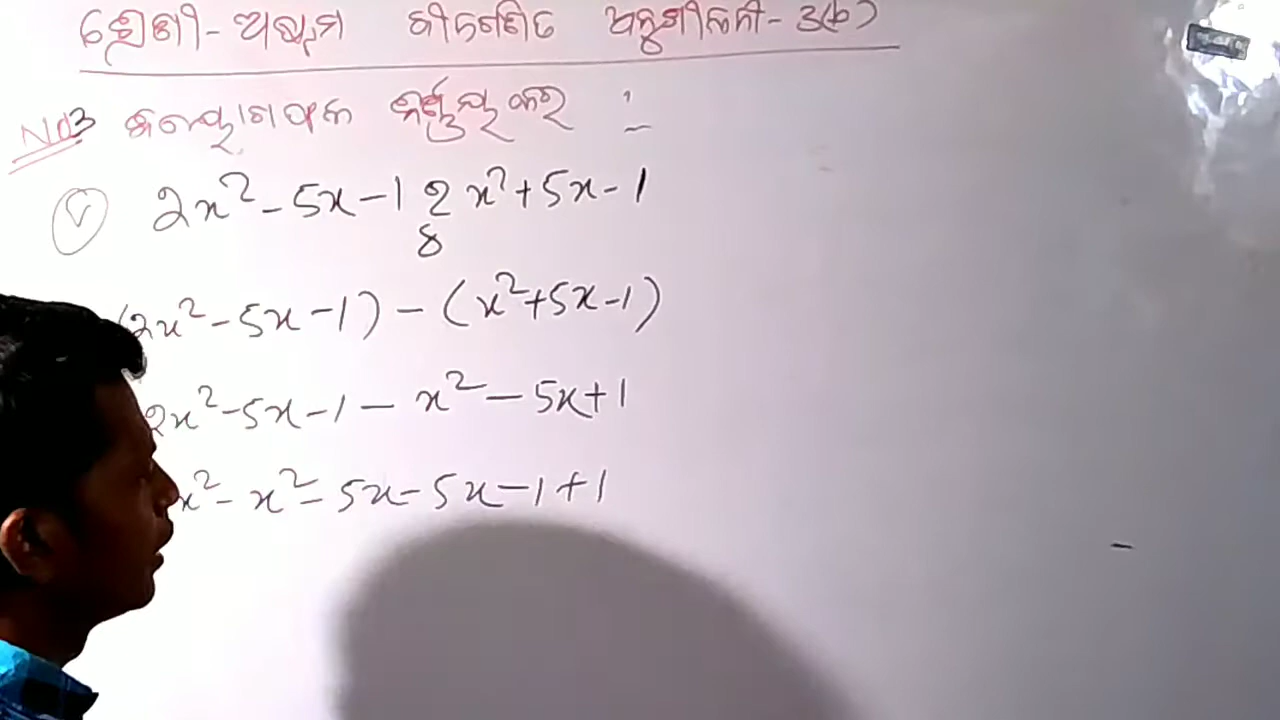 ଶ୍ରେଣୀ - ଅଷ୍ଟମ ବୀଜଗଣିତ ଅନୁଶୀଳନୀ - 3(b)
No3 ବିୟୋଗଫଳ ନିର୍ଣ୍ଣୟ କର :-
(v) 2x² - 5x - 1 ରୁ x² + 5x - 1
(2x² - 5x - 1) - (x² + 5x - 1)
2x² - 5x - 1 - x² - 5x + 1
x² - x² - 5x - 5x - 1 + 1